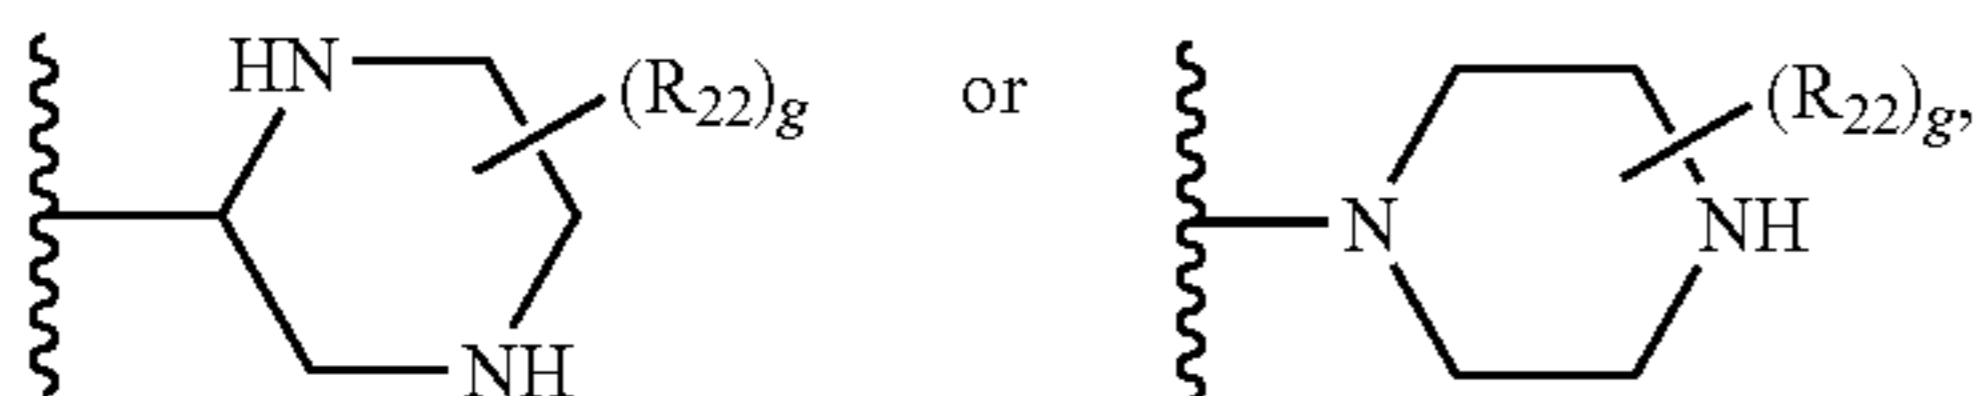 HN (R₂₂)g or (R₂₂)g,
N NH
NH